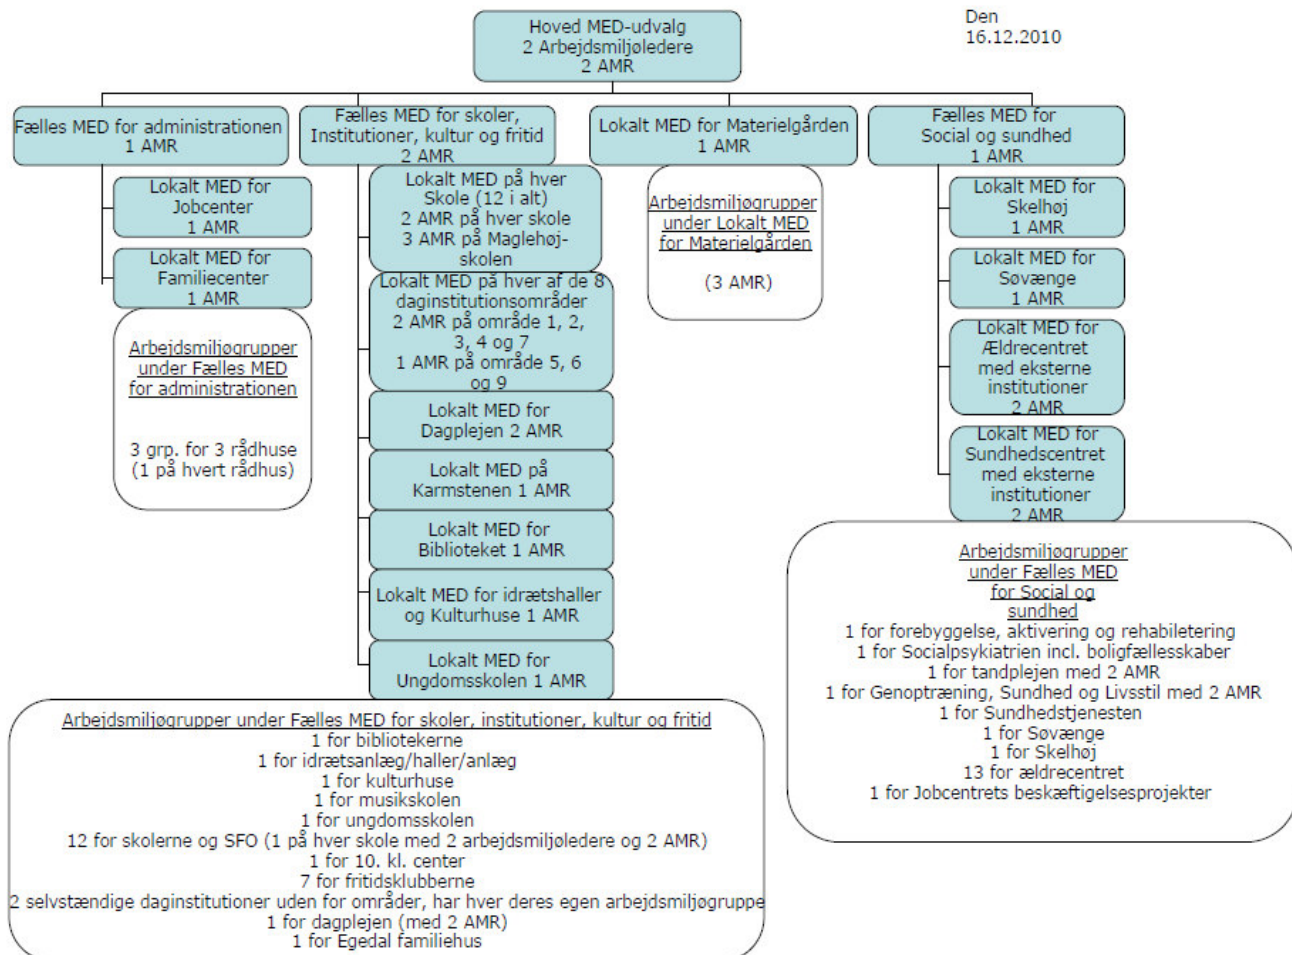 Den
16.12.2010
Hoved MED-udvalg
2 Arbejdsmiljøledere
2 AMR
Fælles MED for administrationen
1 AMR
Lokalt MED for
Jobcenter
1 AMR
Lokalt MED for
Familiecenter
1 AMR
Arbejdsmiljøgrupper
under Fælles MED
for administrationen
3 grp. for 3 rådhuse
(1 på hvert rådhus)
Fælles MED for skoler,
Institutioner, kultur og fritid
2 AMR
Lokalt MED på hver
Skole (12 i alt)
2 AMR på hver skole
3 AMR på Maglehøj-
skolen
Lokalt MED på hver af de 8
daginstitutionsområder
2 AMR på område 1, 2,
3, 4 og 7
1 AMR på område 5, 6
og 9
Lokalt MED for
Dagplejen 2 AMR
Lokalt MED på
Karmstenen 1 AMR
Lokalt MED for
Biblioteket 1 AMR
Lokalt MED for idrætshaller
og Kulturhuse 1 AMR
Lokalt MED for
Ungdomsskolen 1 AMR
Arbejdsmiljøgrupper under Fælles MED for skoler, institutioner, kultur og fritid
1 for bibliotekerne
1 for idrætsanlæg/haller/anlæg
1 for kulturhuse
1 for musikskolen
1 for ungdomsskolen
12 for skolerne og SFO (1 på hver skole med 2 arbejdsmiljøledere og 2 AMR)
1 for 10. kl. center
7 for fritidsklubberne
2 selvstændige daginstitutioner uden for områder, har hver deres egen arbejdsmiljøgruppe
1 for dagplejen (med 2 AMR)
1 for Egedal familiehus
Lokalt MED for Materielgården
1 AMR
Arbejdsmiljøgrupper
under Lokalt MED
for Materielgården
(3 AMR)
Fælles MED for
Social og sundhed
1 AMR
Lokalt MED for
Skelhøj
1 AMR
Lokalt MED for
Søvænge
1 AMR
Lokalt MED for
Ældrecentret
med eksterne
institutioner
2 AMR
Lokalt MED for
Sundhedscentret
med eksterne
institutioner
2 AMR
Arbejdsmiljøgrupper
under Fælles MED
for Social og
sundhed
1 for forebyggelse, aktivering og rehabiletering
1 for Socialpsykiatrien incl. boligfællesskaber
1 for tandplejen med 2 AMR
1 for Genoptræning, Sundhed og Livsstil med 2 AMR
1 for Sundhedstjenesten
1 for Søvænge
1 for Skelhøj
13 for ældrecentret
1 for Jobcentrets beskæftigelsesprojekter